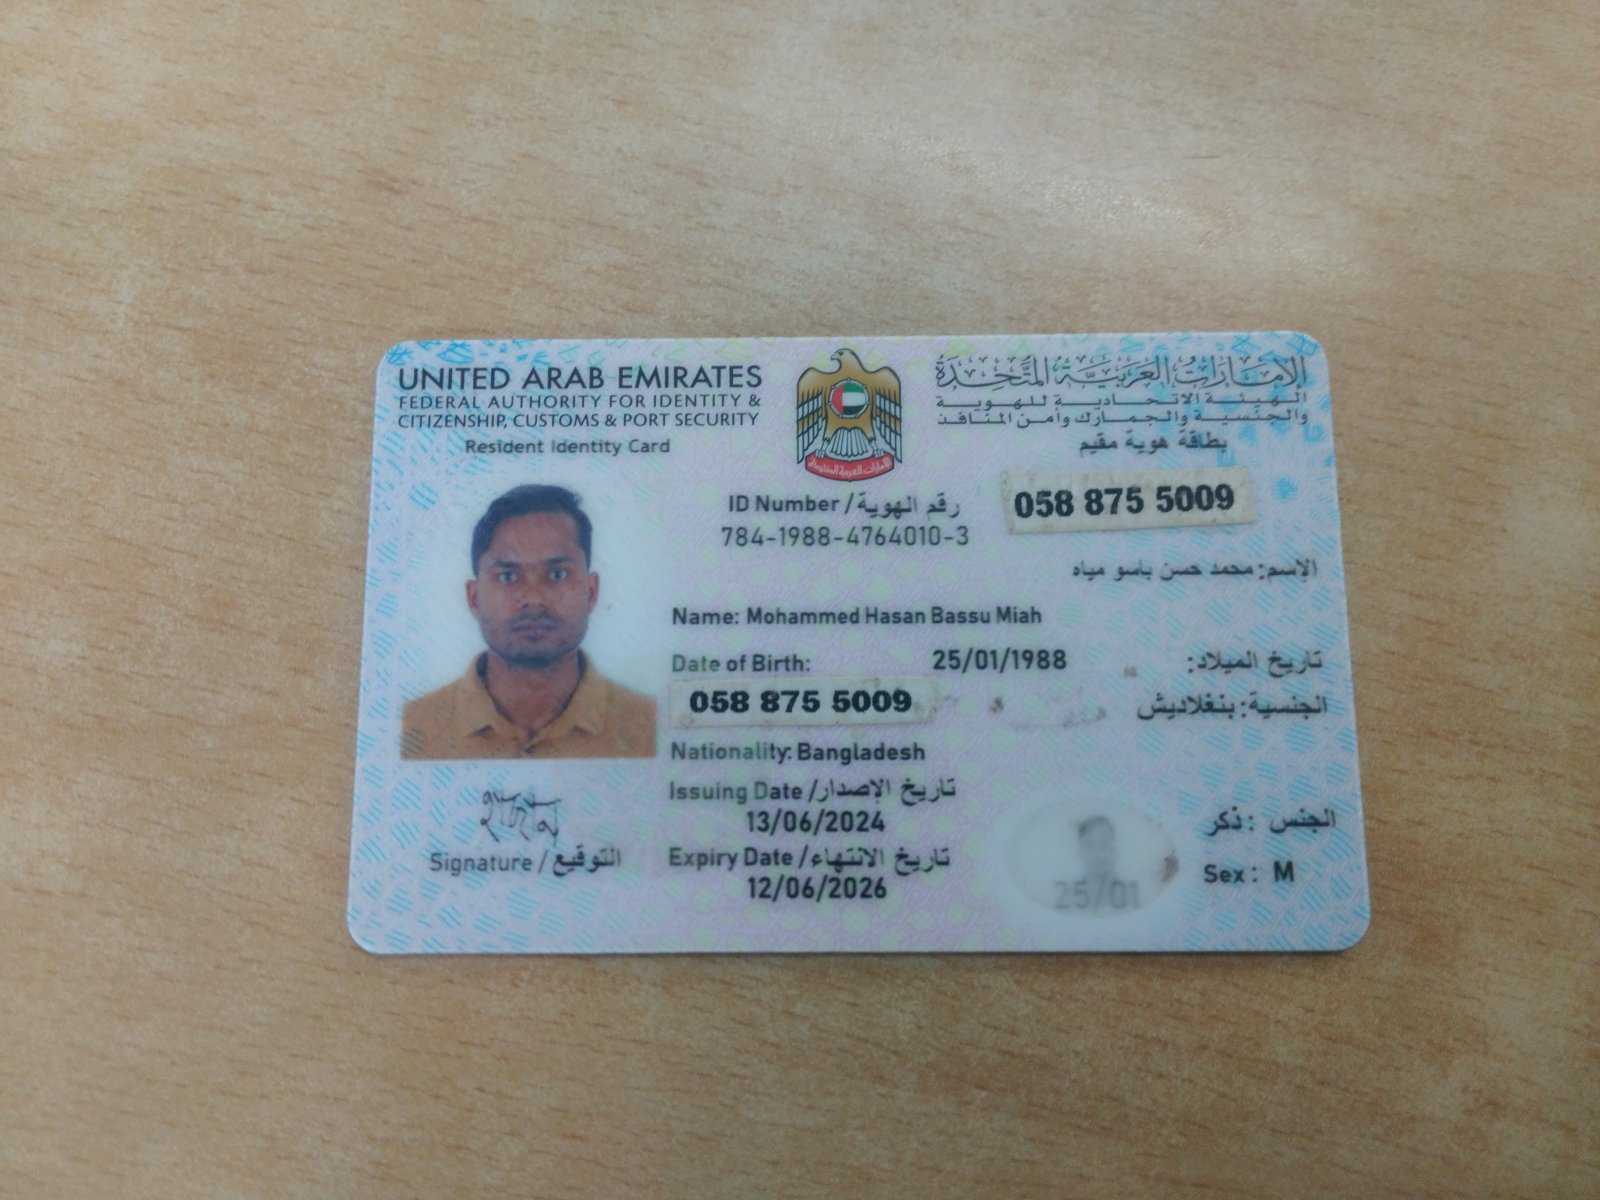 UNITED ARAB EMIRATES
FEDERAL AUTHORITY FOR IDENTITY &
CITIZENSHIP, CUSTOMS & PORT SECURITY
Resident Identity Card
الإمارات العربية المتحدة
الهيئة الاتحادية للهوية
والجنسية والجمارك وأمن المنافذ
بطاقة هوية مقيم
ID Number / رقم الهوية
784-1988-4764010-3
058 875 5009
الإسم: محمد حسن باسو مياه
Name: Mohammed Hasan Bassu Miah
Date of Birth: 25/01/1988 تاريخ الميلاد:
058 875 5009
الجنسية: بنغلاديش
Nationality: Bangladesh
Issuing Date / تاريخ الإصدار
13/06/2024
الجنس : ذكر
Expiry Date / تاريخ الانتهاء
12/06/2026
Sex : M
25/01
Signature / التوقيع